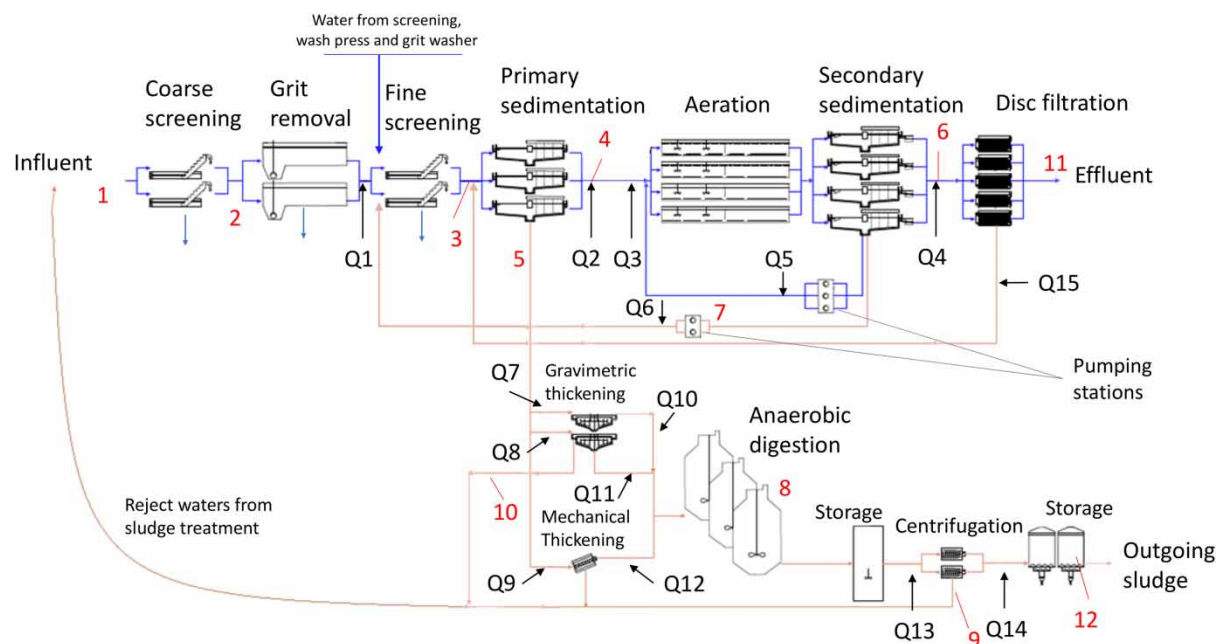 Water from screening,
wash press and grit washer
Coarse
screening
Grit
removal
Fine
screening
Primary
sedimentation
Aeration
Secondary
sedimentation
Disc filtration
Influent
Effluent
1
2
3
4
5
6
11
Q1
Q2
Q3
Q4
Q5
Q6
7
Q15
Pumping
stations
Q7
Gravimetric
thickening
Q10
Q8
Anaerobic
digestion
8
10
Q11
Reject waters from
sludge treatment
Mechanical
Thickening
Storage
Centrifugation
Storage
Outgoing
sludge
Q9
Q12
Q13
9
Q14
12